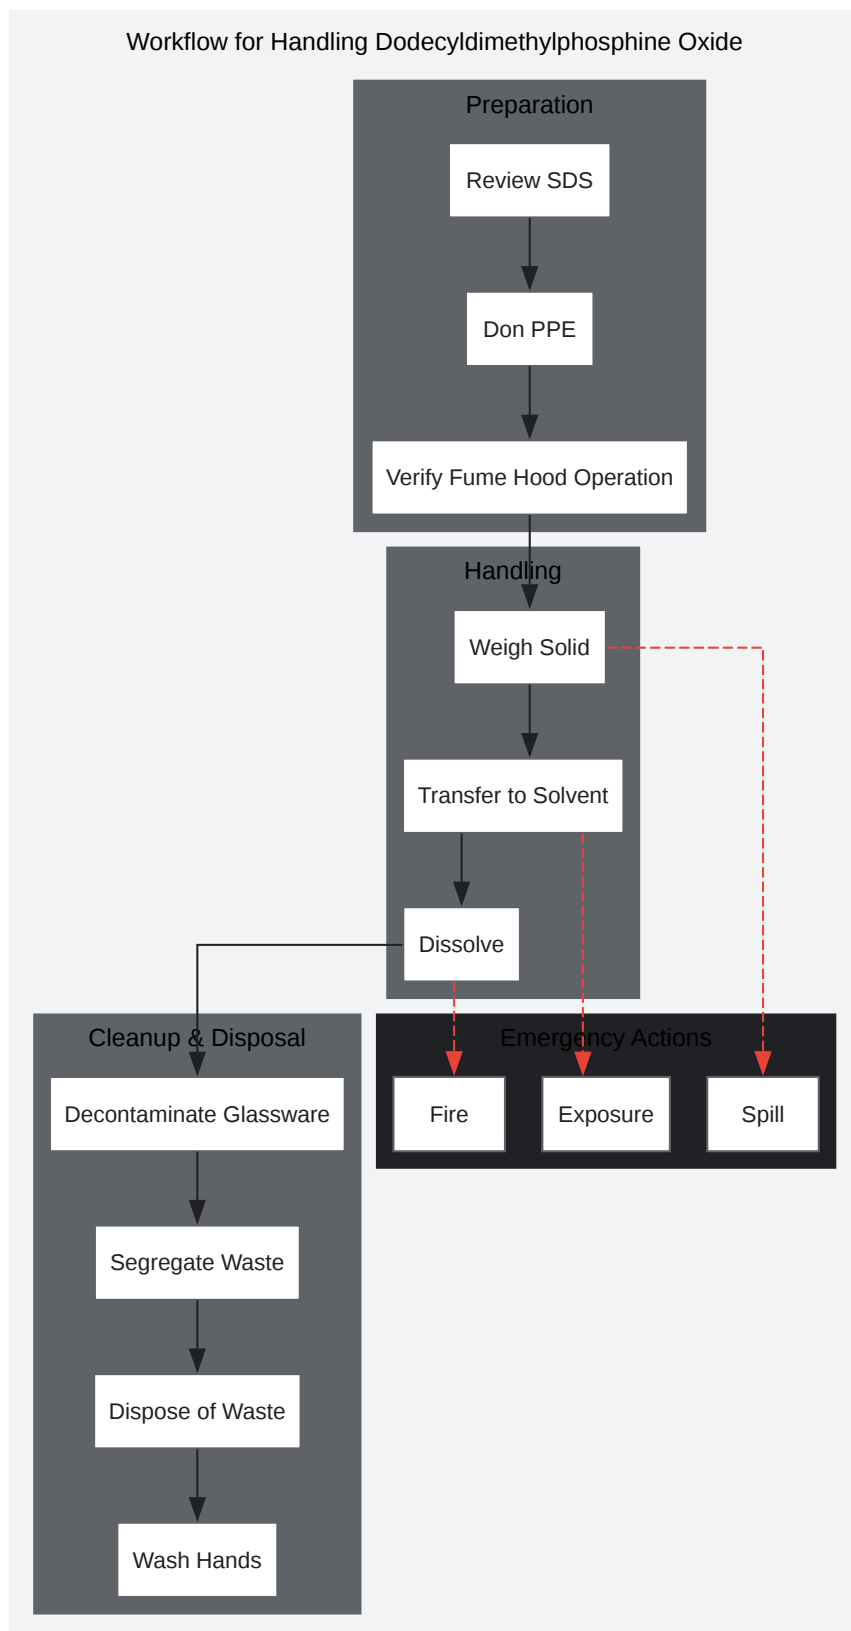 Workflow for Handling Dodecyldimethylphosphine Oxide
Preparation
Review SDS
Don PPE
Verify Fume Hood Operation
Handling
Weigh Solid
Transfer to Solvent
Dissolve
Cleanup & Disposal
Decontaminate Glassware
Segregate Waste
Dispose of Waste
Wash Hands
Emergency Actions
Fire
Exposure
Spill